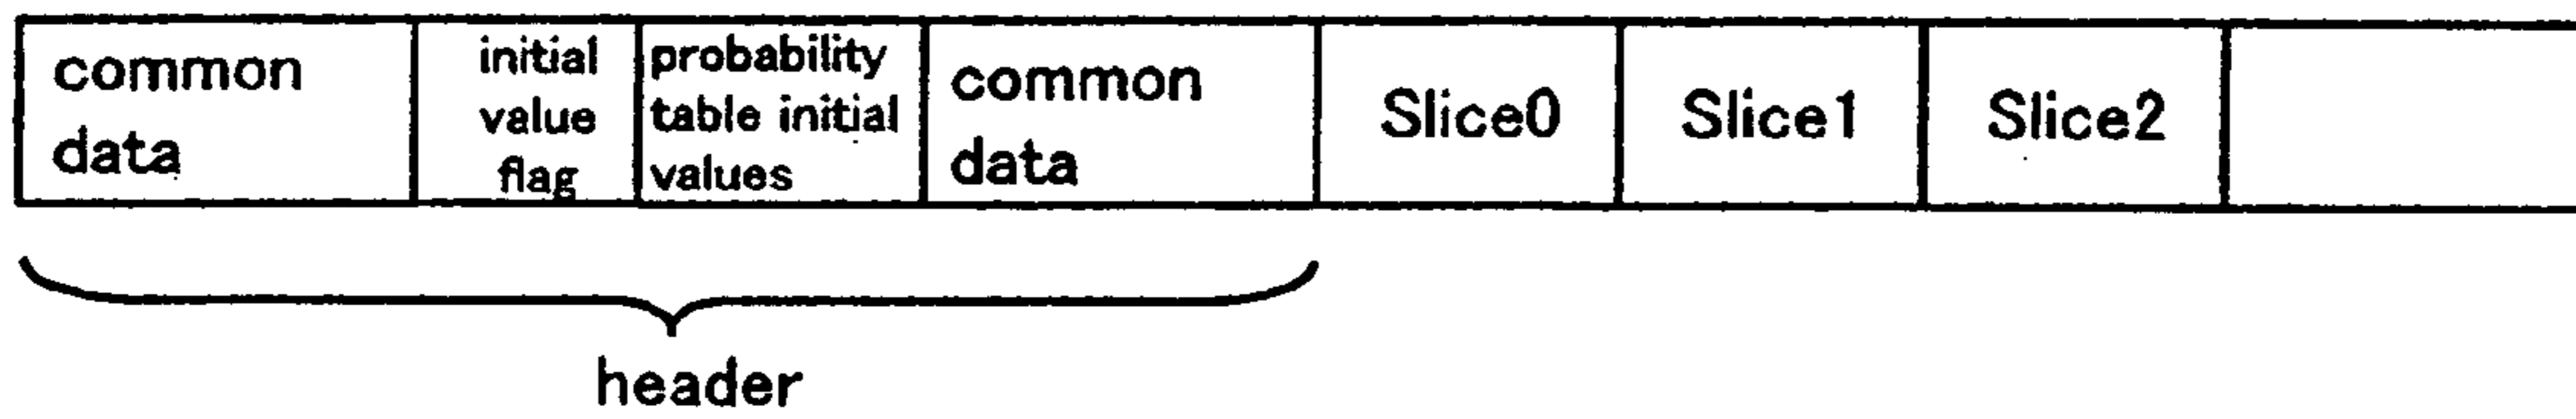 common
data
initial
value
flag
probability
table initial
values
common
data
Slice0
Slice1
Slice2
header